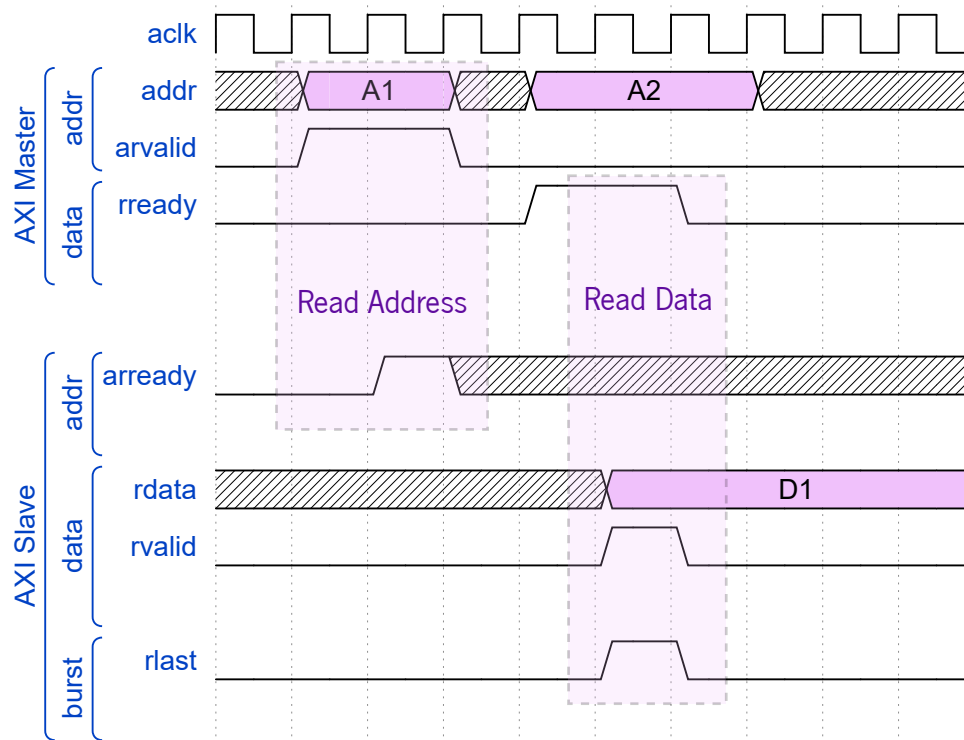 aclk
AXI Master
addr
addr
A1
A2
arvalid
data
rready
Read Address
Read Data
AXI Slave
addr
arready
data
rdata
D1
rvalid
burst
rlast